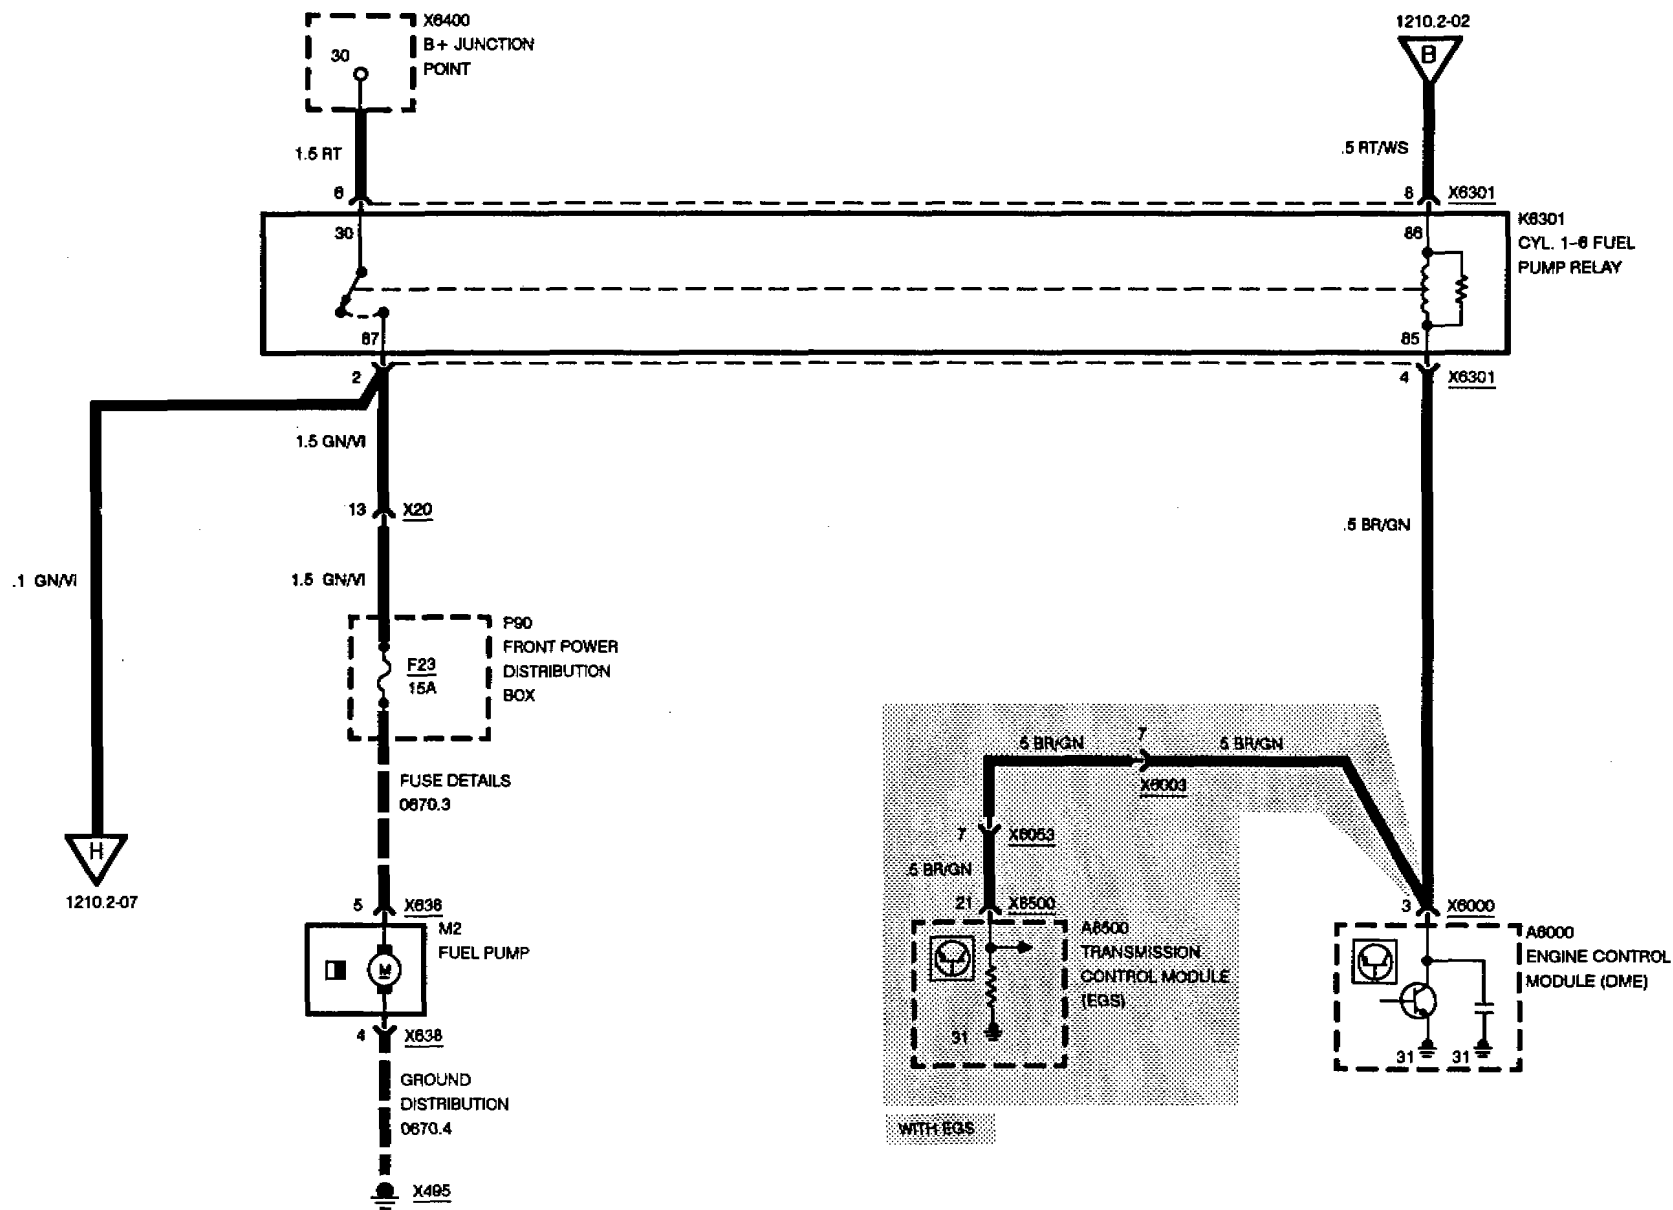 X6400
B+ JUNCTION
POINT
30
1210.2-02
B
1.5 RT
.5 RT/WS
6
8
X6301
30
86
K6301
CYL. 1-6 FUEL
PUMP RELAY
87
85
2
4
X6301
1.5 GN/VI
13
X20
.5 BR/GN
.1 GN/VI
1.5 GN/VI
P90
FRONT POWER
DISTRIBUTION
BOX
F23
15A
.5 BR/GN
7
.5 BR/GN
X6003
FUSE DETAILS
0670.3
7
X6053
H
.5 BR/GN
1210.2-07
5
X638
21
X6500
3
X6000
M2
FUEL PUMP
M
A6500
TRANSMISSION
CONTROL MODULE
(EGS)
A6000
ENGINE CONTROL
MODULE (DME)
31
31
31
4
X638
GROUND
DISTRIBUTION
0670.4
WITH EGS
X495